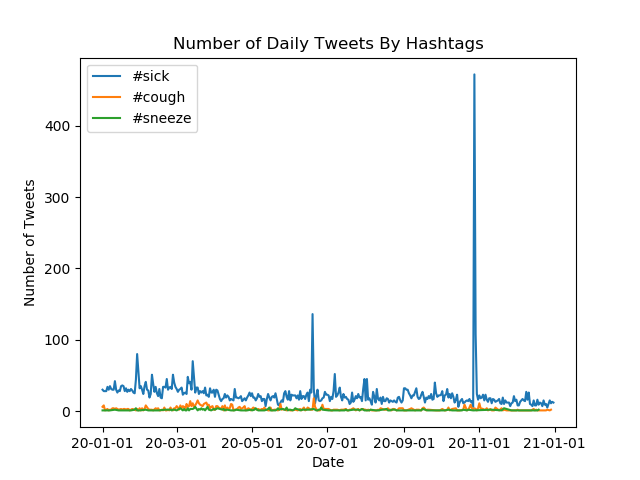 Number of Daily Tweets By Hashtags
#sick
#cough
#sneeze
Number of Tweets
400
300
200
100
0
20-01-01 20-03-01 20-05-01 20-07-01 20-09-01 20-11-01 21-01-01
Date